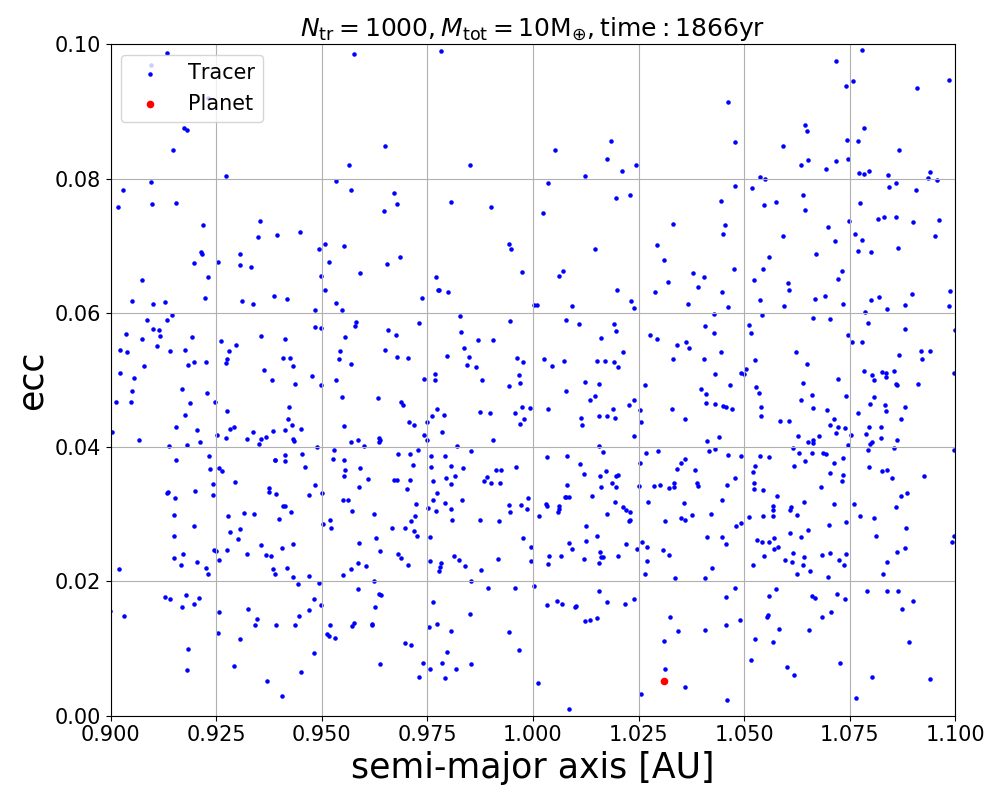 N_tr = 1000, M_tot = 10M_⊕, time : 1866yr
Tracer
Planet
ecc
0.10
0.08
0.06
0.04
0.02
0.00
0.900 0.925 0.950 0.975 1.000 1.025 1.050 1.075 1.100
semi-major axis [AU]